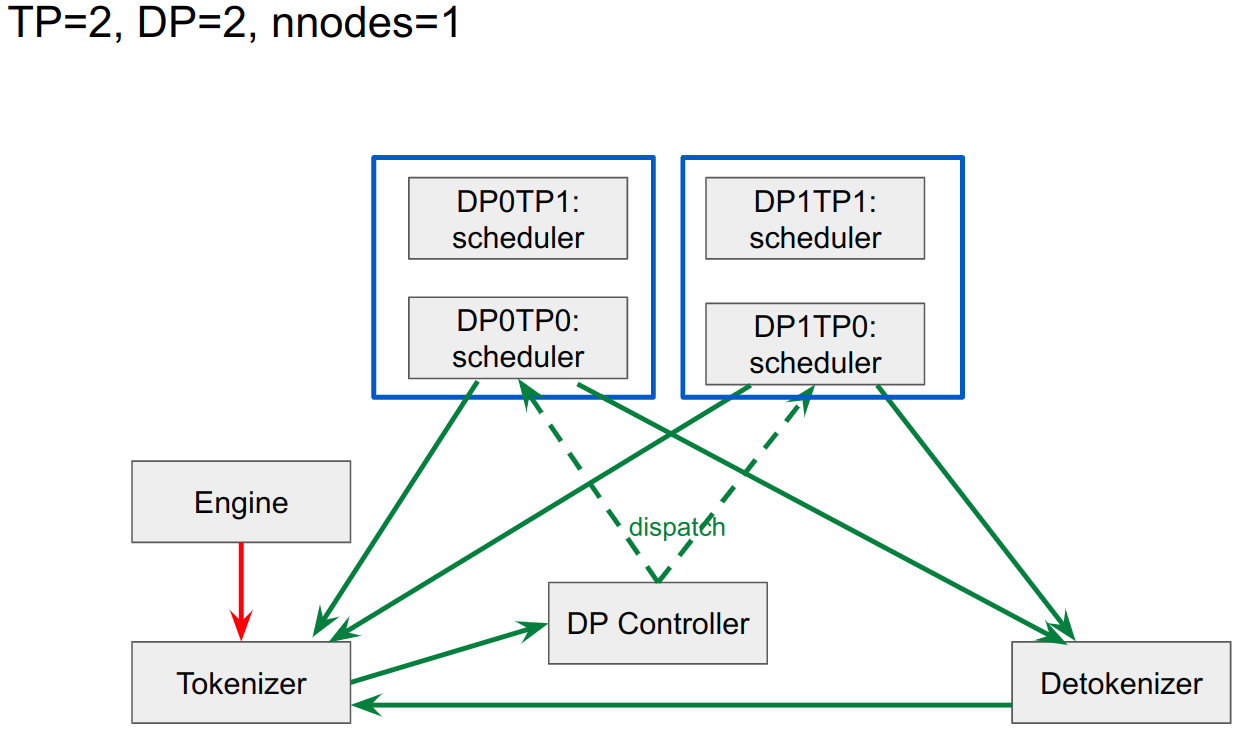 TP=2, DP=2, nnodes=1
DP0TP1:
scheduler
DP1TP1:
scheduler
DP0TP0:
scheduler
DP1TP0:
scheduler
Engine
dispatch
DP Controller
Tokenizer
Detokenizer